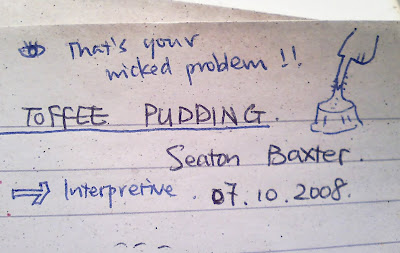 That's your
wicked problem !!
TOFFEE PUDDING.
Seaton Baxter.
Interpretive. 07.10.2008.